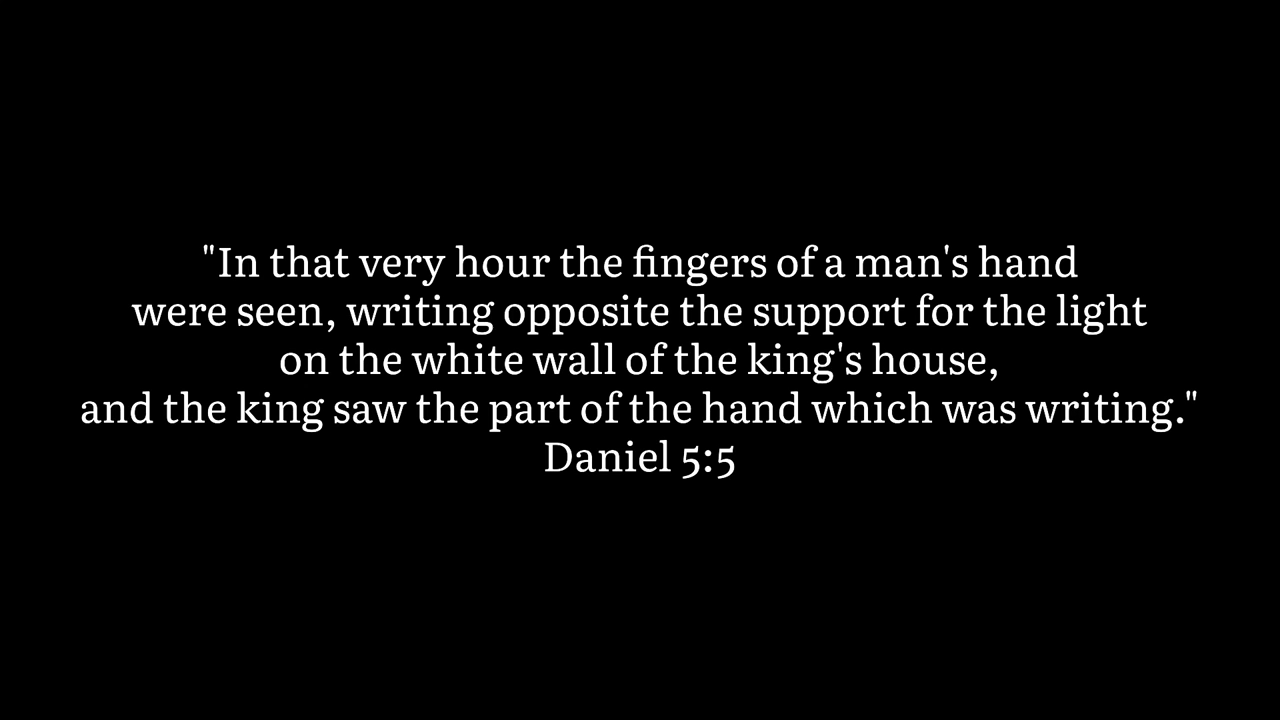 "In that very hour the fingers of a man's hand
were seen, writing opposite the support for the light
on the white wall of the king's house,
and the king saw the part of the hand which was writing."
Daniel 5:5